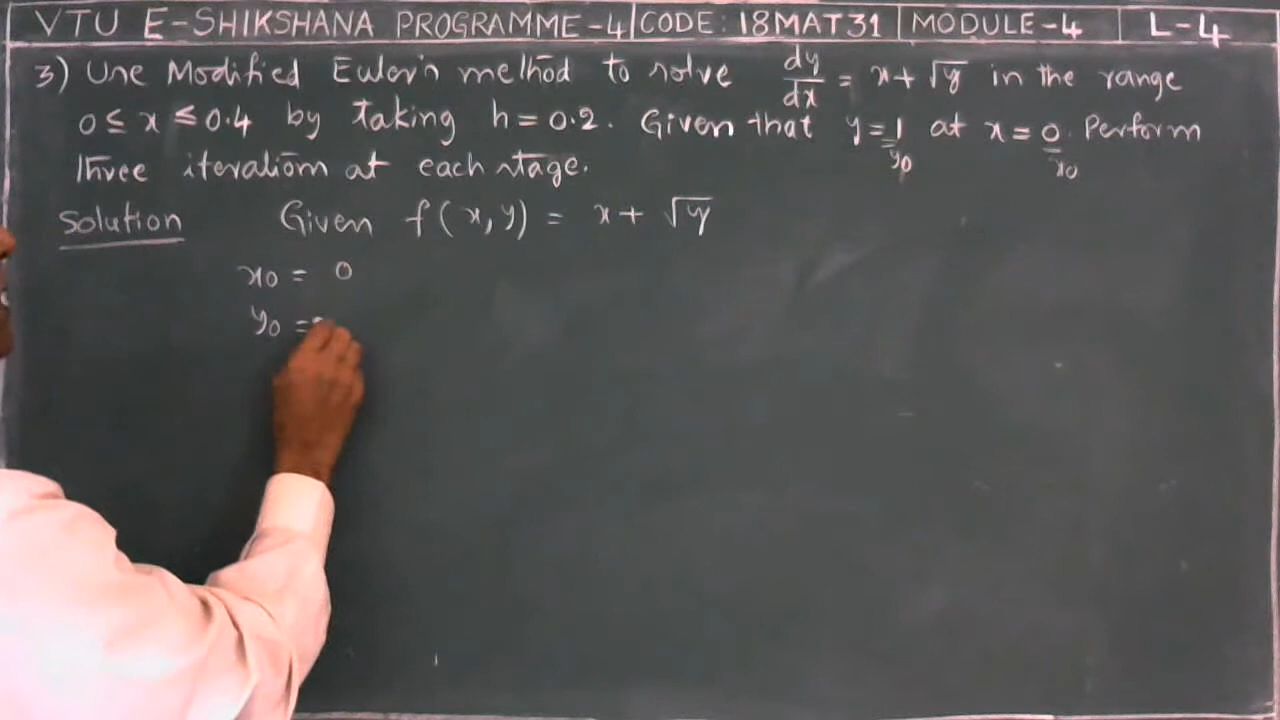 VTU E-SHIKSHANA PROGRAMME-4 | CODE: 18MAT31 | MODULE-4 | L-4
3) Use Modified Euler's method to solve dy/dx = x + √y in the range
0 ≤ x ≤ 0.4 by taking h = 0.2. Given that y = 1 at x = 0. Perform
y0 x0
three iterations at each stage.
Solution Given f(x, y) = x + √y
x0 = 0
y0 =